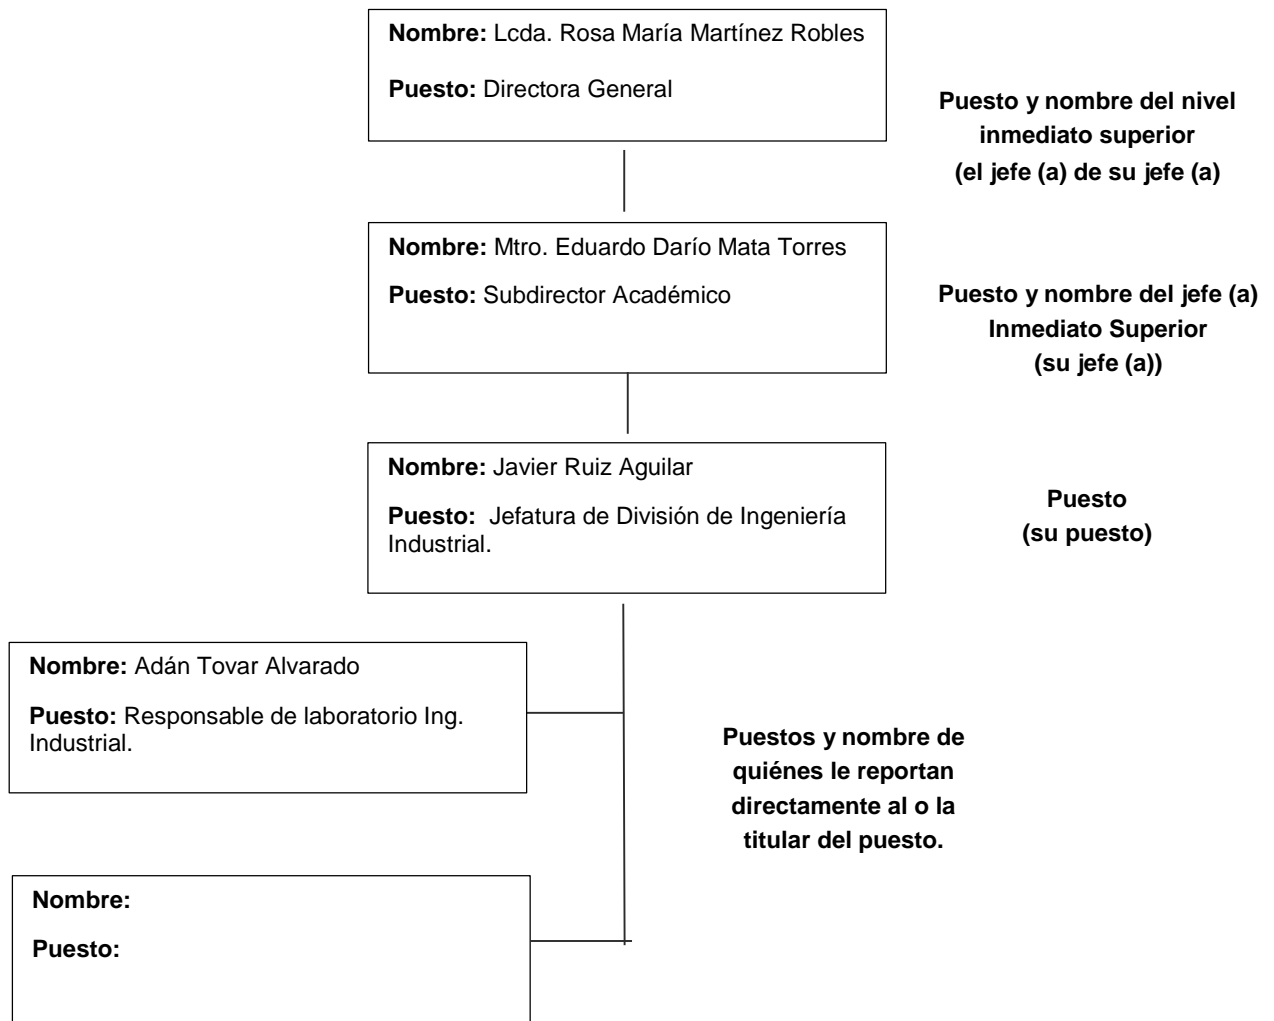 Nombre: Lcda. Rosa María Martínez Robles
Puesto: Directora General
Puesto y nombre del nivel
inmediato superior
(el jefe (a) de su jefe (a)
Nombre: Mtro. Eduardo Darío Mata Torres
Puesto: Subdirector Académico
Puesto y nombre del jefe (a)
Inmediato Superior
(su jefe (a))
Nombre: Javier Ruiz Aguilar
Puesto: Jefatura de División de Ingeniería
Industrial.
Puesto
(su puesto)
Nombre: Adán Tovar Alvarado
Puesto: Responsable de laboratorio Ing.
Industrial.
Puestos y nombre de
quiénes le reportan
directamente al o la
titular del puesto.
Nombre:
Puesto: